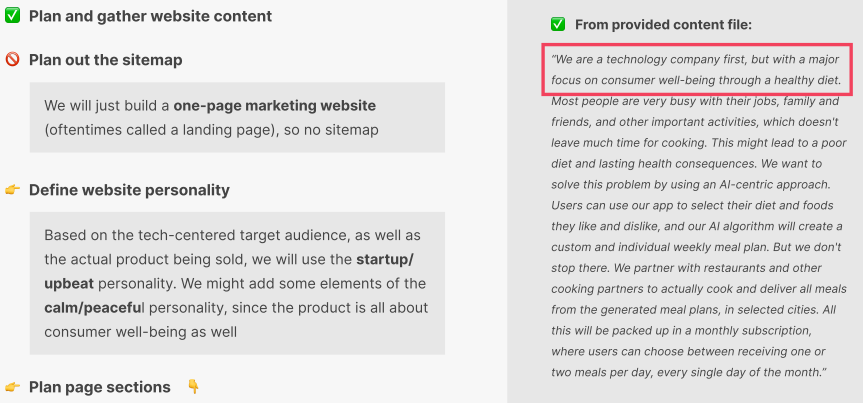 ✅ Plan and gather website content
🚫 Plan out the sitemap
We will just build a one-page marketing website
(oftentimes called a landing page), so no sitemap
👉 Define website personality
Based on the tech-centered target audience, as well as
the actual product being sold, we will use the startup/
upbeat personality. We might add some elements of the
calm/peaceful personality, since the product is all about
consumer well-being as well
👉 Plan page sections 👇
✅ From provided content file:
“We are a technology company first, but with a major
focus on consumer well-being through a healthy diet.
Most people are very busy with their jobs, family and
friends, and other important activities, which doesn't
leave much time for cooking. This might lead to a poor
diet and lasting health consequences. We want to
solve this problem by using an AI-centric approach.
Users can use our app to select their diet and foods
they like and dislike, and our AI algorithm will create a
custom and individual weekly meal plan. But we don't
stop there. We partner with restaurants and other
cooking partners to actually cook and deliver all meals
from the generated meal plans, in selected cities. All
this will be packed up in a monthly subscription,
where users can choose between receiving one or
two meals per day, every single day of the month.”